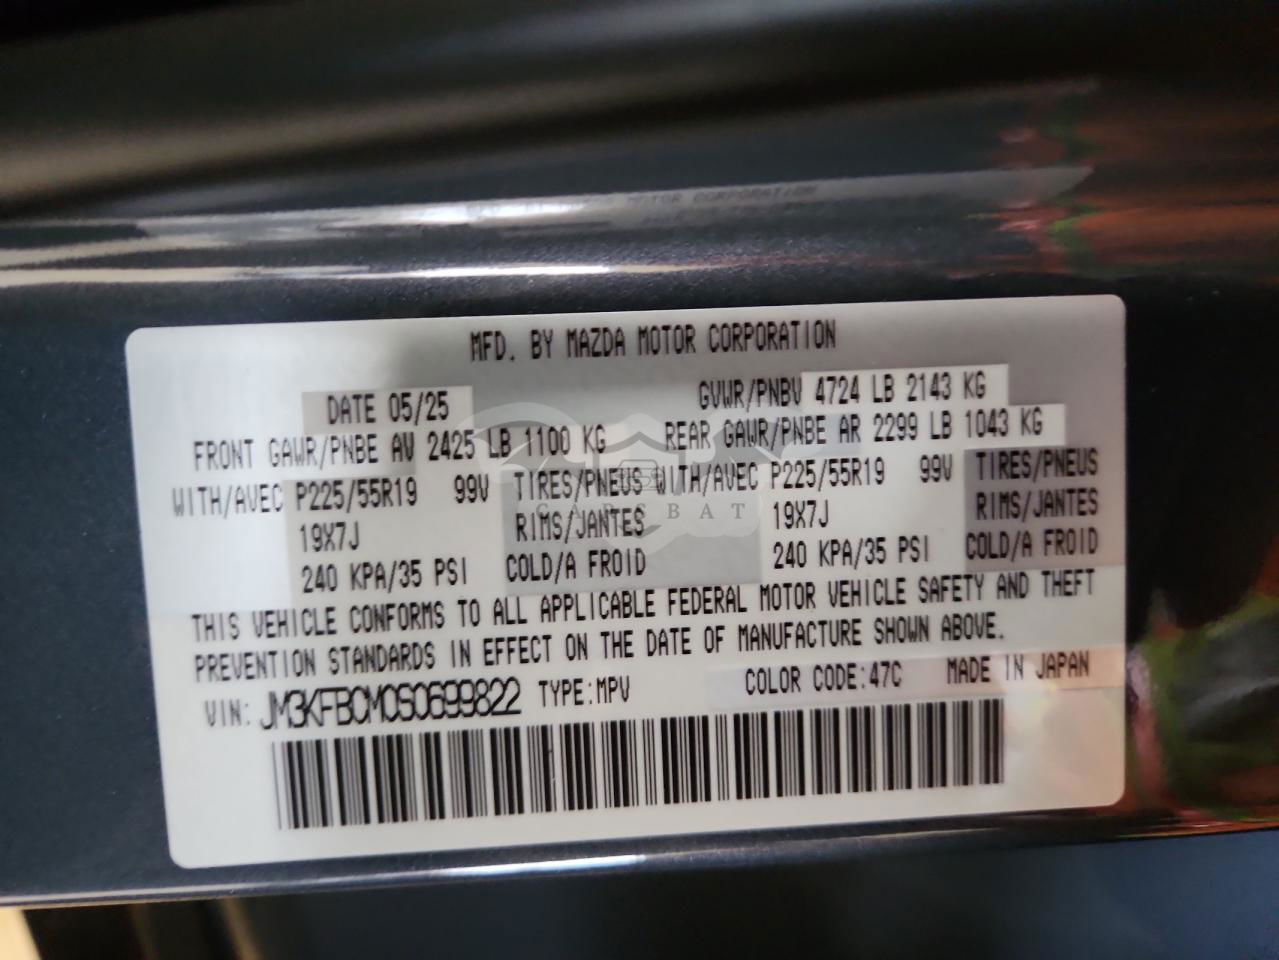 MFD. BY MAZDA MOTOR CORPORATION
DATE 05/25 GVWR/PNBV 4724 LB 2143 KG
FRONT GAWR/PNBE AV 2425 LB 1100 KG REAR GAWR/PNBE AR 2299 LB 1043 KG
WITH/AVEC P225/55R19 99V TIRES/PNEUS WITH/AVEC P225/55R19 99V TIRES/PNEUS
19X7J RIMS/JANTES 19X7J RIMS/JANTES
240 KPA/35 PSI COLD/A FROID 240 KPA/35 PSI COLD/A FROID
THIS VEHICLE CONFORMS TO ALL APPLICABLE FEDERAL MOTOR VEHICLE SAFETY AND THEFT
PREVENTION STANDARDS IN EFFECT ON THE DATE OF MANUFACTURE SHOWN ABOVE.
VIN: JM3KFBCM0S0699822 TYPE:MPV COLOR CODE:47C MADE IN JAPAN
CARSBAT